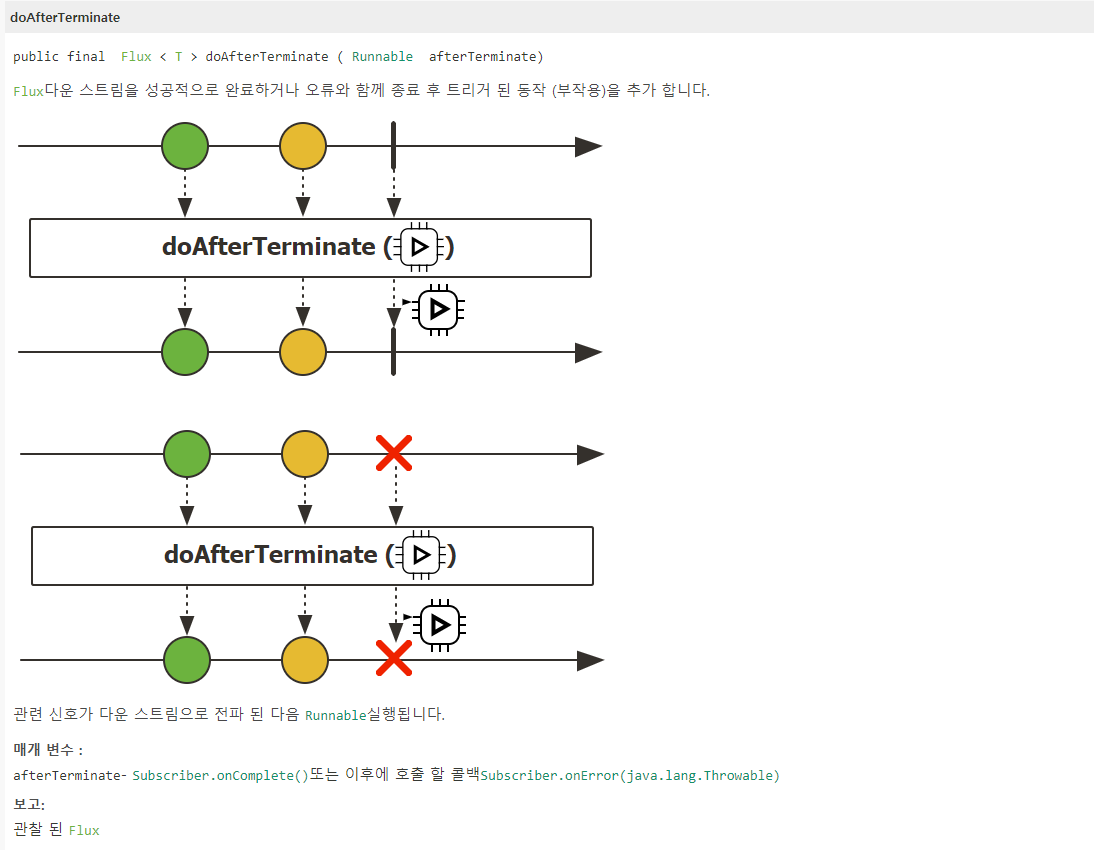 doAfterTerminate
public final Flux < T > doAfterTerminate ( Runnable afterTerminate)
Flux다운 스트림을 성공적으로 완료하거나 오류와 함께 종료 후 트리거 된 동작 (부작용)을 추가 합니다.
doAfterTerminate ( )
doAfterTerminate ( )
관련 신호가 다운 스트림으로 전파 된 다음 Runnable실행됩니다.
매개 변수 :
afterTerminate- Subscriber.onComplete()또는 이후에 호출 할 콜백Subscriber.onError(java.lang.Throwable)
보고:
관찰 된 Flux